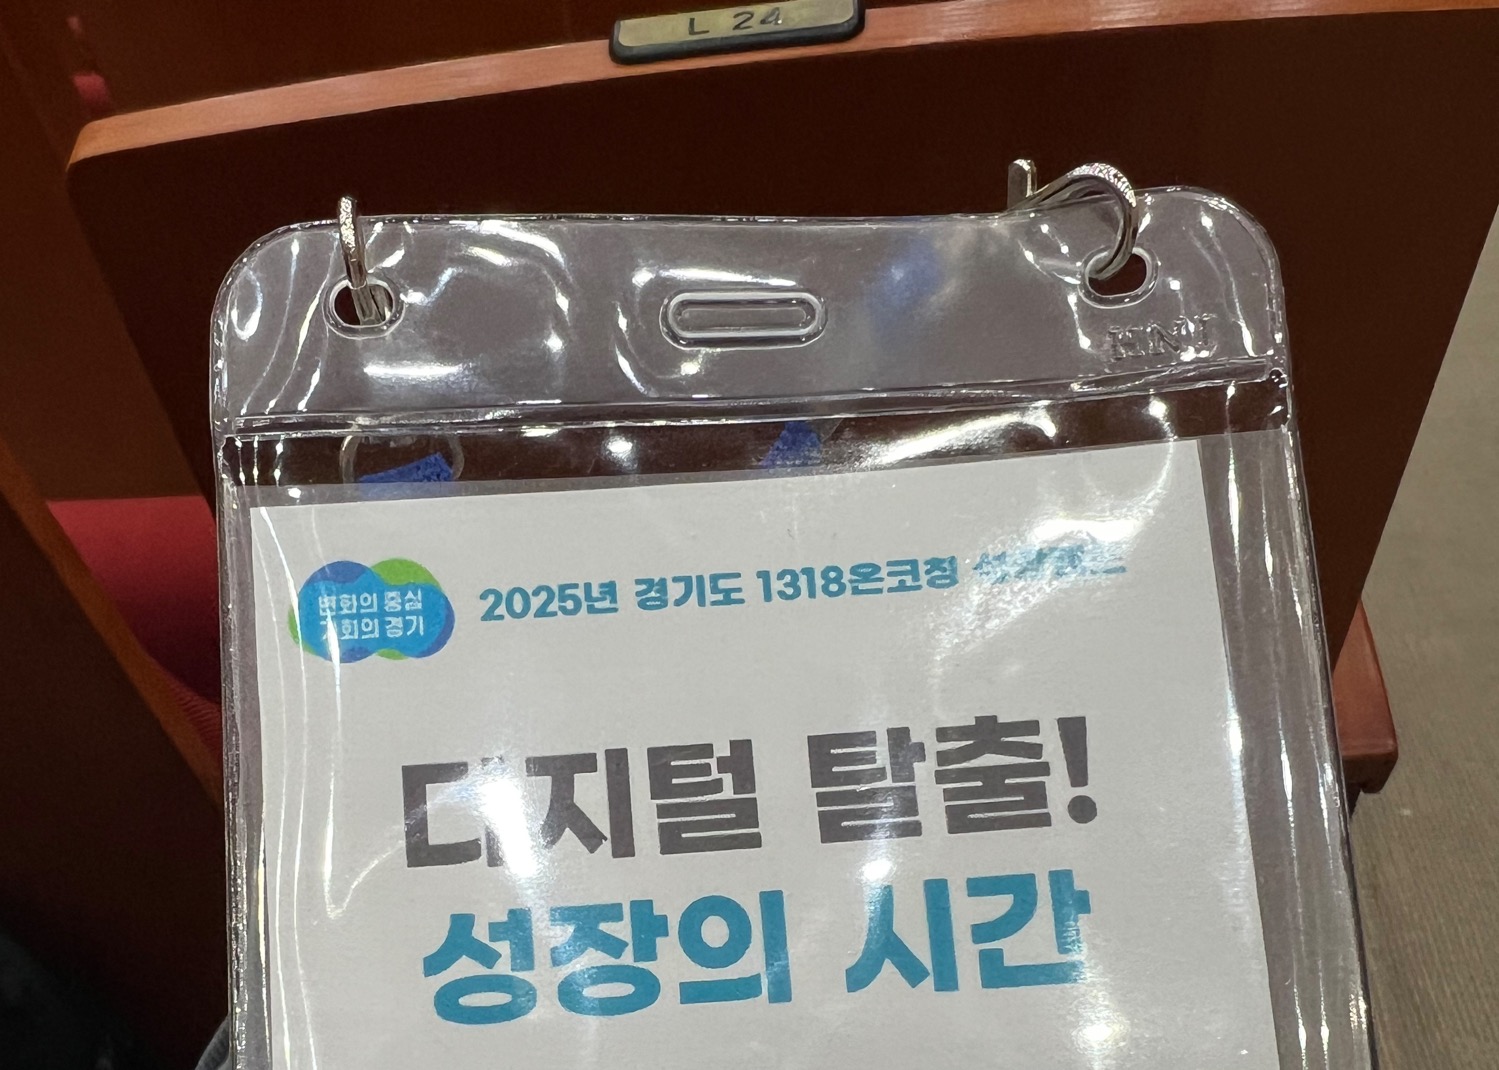 L 24
HNJ
변화의 중심
기회의 경기
2025년 경기도 1318온코칭
디지털 탈출!
성장의 시간